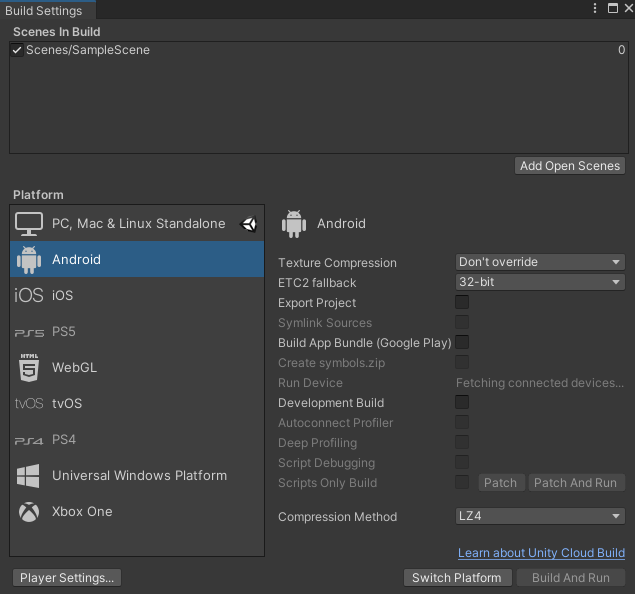 Build Settings
Scenes In Build
Scenes/SampleScene 0
Add Open Scenes
Platform
PC, Mac & Linux Standalone
Android
iOS iOS
PS5 PS5
HTML 5 WebGL
tvOS tvOS
PS4 PS4
Universal Windows Platform
Xbox One
Android
Texture Compression Don't override
ETC2 fallback 32-bit
Export Project
Symlink Sources
Build App Bundle (Google Play)
Create symbols.zip
Run Device Fetching connected devices...
Development Build
Autoconnect Profiler
Deep Profiling
Script Debugging
Scripts Only Build Patch Patch And Run
Compression Method LZ4
Learn about Unity Cloud Build
Player Settings... Switch Platform Build And Run